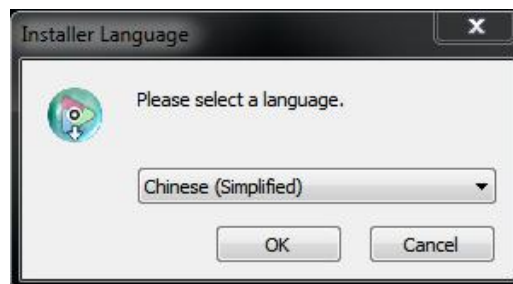 Installer Language
x
Please select a language.
Chinese (Simplified)
OK
Cancel